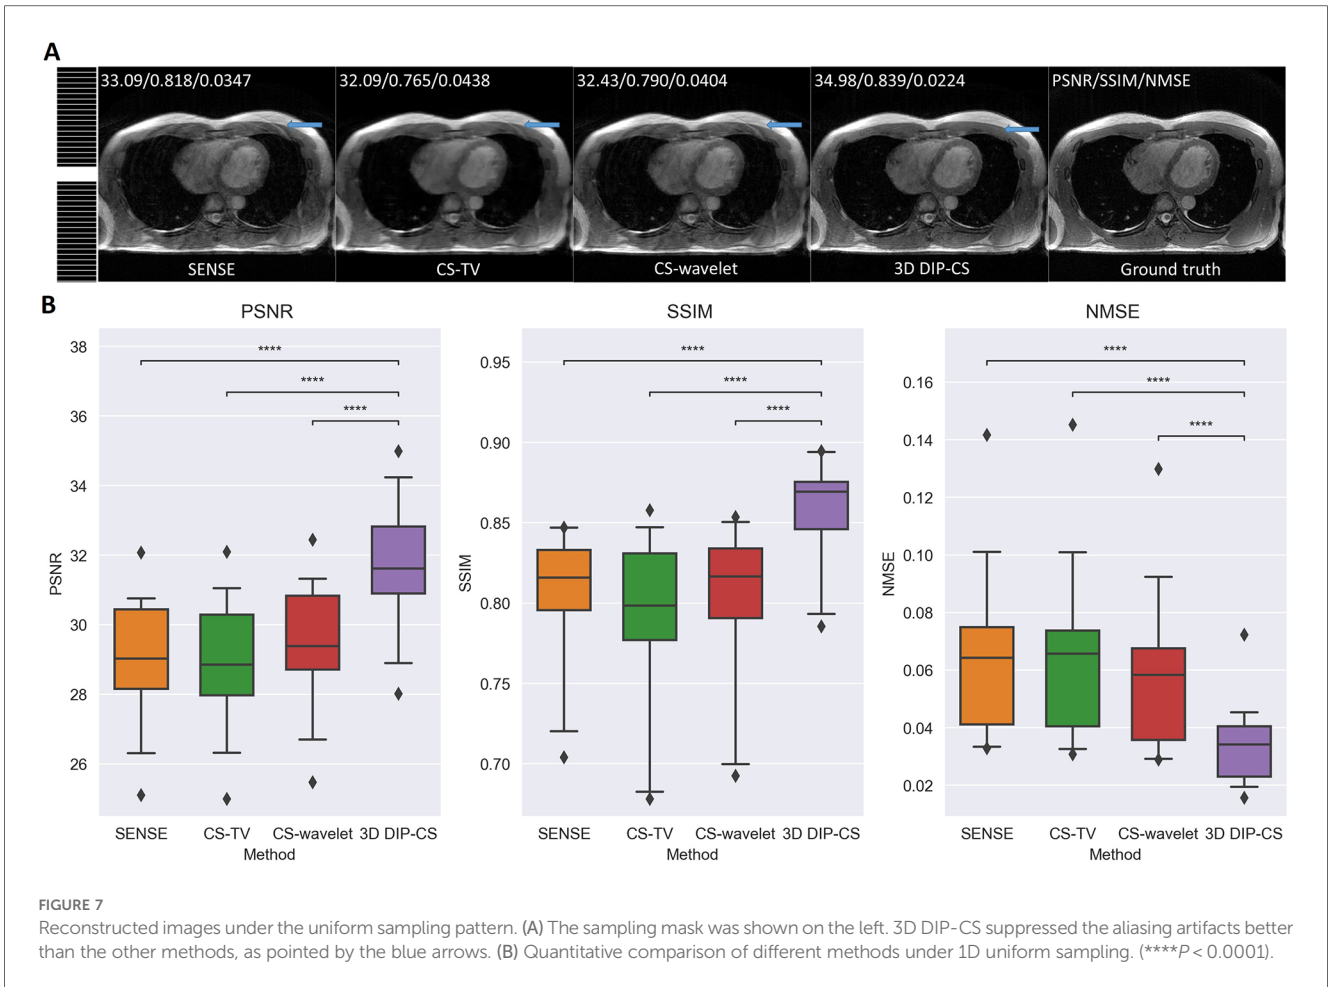 A
33.09/0.818/0.0347
32.09/0.765/0.0438
32.43/0.790/0.0404
34.98/0.839/0.0224
PSNR/SSIM/NMSE
SENSE
CS-TV
CS-wavelet
3D DIP-CS
Ground truth
B
PSNR
38
36
34
32
30
28
26
PSNR
****
****
****
SENSE
CS-TV
CS-wavelet
3D DIP-CS
Method
SSIM
0.95
0.90
0.85
0.80
0.75
0.70
SSIM
****
****
****
SENSE
CS-TV
CS-wavelet
3D DIP-CS
Method
NMSE
0.16
0.14
0.12
0.10
0.08
0.06
0.04
0.02
NMSE
****
****
****
SENSE
CS-TV
CS-wavelet
3D DIP-CS
Method
FIGURE 7
Reconstructed images under the uniform sampling pattern. (A) The sampling mask was shown on the left. 3D DIP-CS suppressed the aliasing artifacts better
than the other methods, as pointed by the blue arrows. (B) Quantitative comparison of different methods under 1D uniform sampling. (****P < 0.0001).